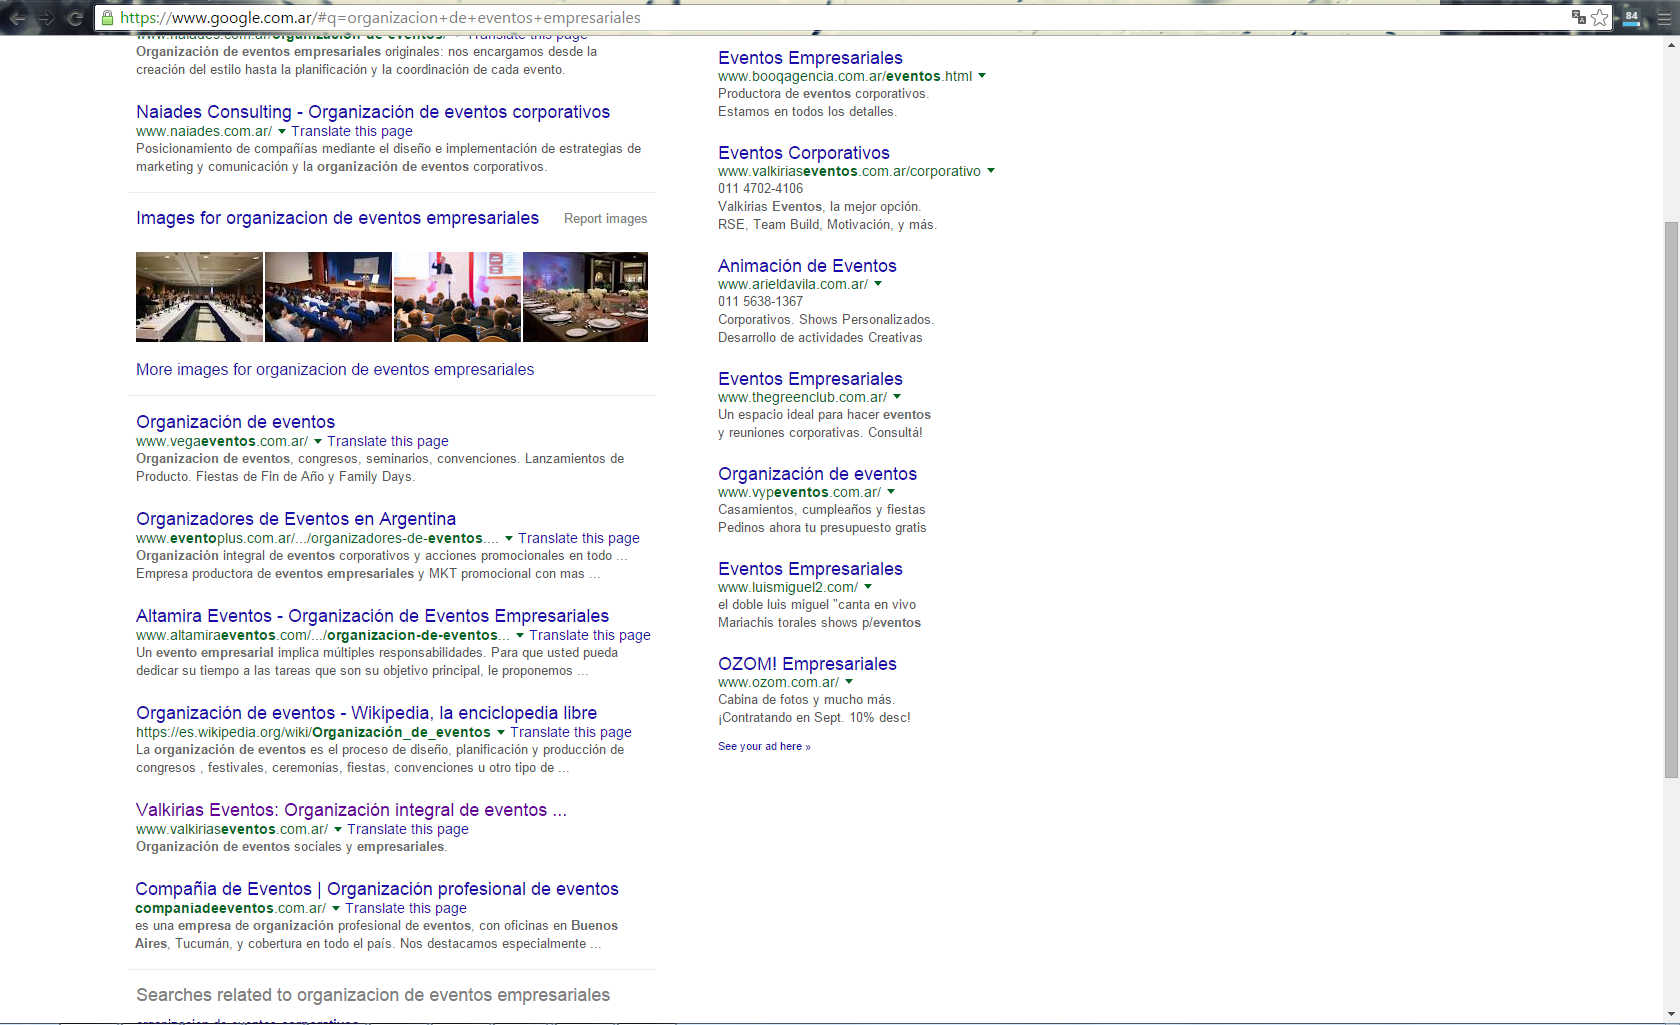 https://www.google.com.ar/#q=organizacion+de+eventos+empresariales
84
www.naiades.com.ar/organizacion-de-eventos/ Translate this page
Organización de eventos empresariales originales: nos encargamos desde la
creación del estilo hasta la planificación y la coordinación de cada evento.
Naiades Consulting - Organización de eventos corporativos
www.naiades.com.ar/ Translate this page
Posicionamiento de compañías mediante el diseño e implementación de estrategias de
marketing y comunicación y la organización de eventos corporativos.
Images for organizacion de eventos empresariales Report images
More images for organizacion de eventos empresariales
Organización de eventos
www.vegaeventos.com.ar/ Translate this page
Organizacion de eventos, congresos, seminarios, convenciones. Lanzamientos de
Producto. Fiestas de Fin de Año y Family Days.
Organizadores de Eventos en Argentina
www.eventoplus.com.ar/.../organizadores-de-eventos.... Translate this page
Organización integral de eventos corporativos y acciones promocionales en todo ...
Empresa productora de eventos empresariales y MKT promocional con mas ...
Altamira Eventos - Organización de Eventos Empresariales
www.altamiraeventos.com/.../organizacion-de-eventos... Translate this page
Un evento empresarial implica múltiples responsabilidades. Para que usted pueda
dedicar su tiempo a las tareas que son su objetivo principal, le proponemos ...
Organización de eventos - Wikipedia, la enciclopedia libre
https://es.wikipedia.org/wiki/Organización_de_eventos Translate this page
La organización de eventos es el proceso de diseño, planificación y producción de
congresos , festivales, ceremonias, fiestas, convenciones u otro tipo de ...
Valkirias Eventos: Organización integral de eventos ...
www.valkiriaseventos.com.ar/ Translate this page
Organización de eventos sociales y empresariales.
Compañia de Eventos | Organización profesional de eventos
companiadeeventos.com.ar/ Translate this page
es una empresa de organización profesional de eventos, con oficinas en Buenos
Aires, Tucumán, y cobertura en todo el país. Nos destacamos especialmente ...
Searches related to organizacion de eventos empresariales
organizacion de eventos corporativos
Eventos Empresariales
www.booqagencia.com.ar/eventos.html
Productora de eventos corporativos.
Estamos en todos los detalles.
Eventos Corporativos
www.valkiriaseventos.com.ar/corporativo
011 4702-4106
Valkirias Eventos, la mejor opción.
RSE, Team Build, Motivación, y más.
Animación de Eventos
www.arieldavila.com.ar/
011 5638-1367
Corporativos. Shows Personalizados.
Desarrollo de actividades Creativas
Eventos Empresariales
www.thegreenclub.com.ar/
Un espacio ideal para hacer eventos
y reuniones corporativas. Consultá!
Organización de eventos
www.vypeventos.com.ar/
Casamientos, cumpleaños y fiestas
Pedinos ahora tu presupuesto gratis
Eventos Empresariales
www.luismiguel2.com/
el doble luis miguel "canta en vivo
Mariachis torales shows p/eventos
OZOM! Empresariales
www.ozom.com.ar/
Cabina de fotos y mucho más.
¡Contratando en Sept. 10% desc!
See your ad here »